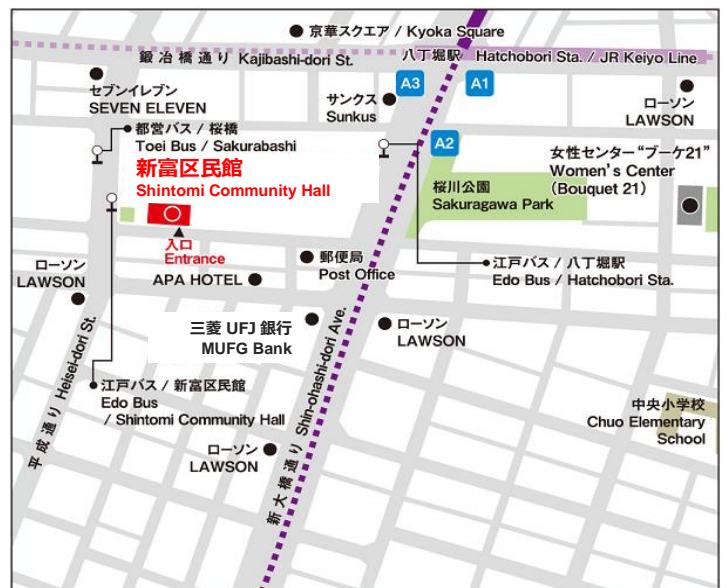 京華スクエア / Kyoka Square
鍛冶橋通り Kajibashi-dori St.
八丁堀駅 Hatchobori Sta. / JR Keiyo Line
セブンイレブン
SEVEN ELEVEN
サンクス
Sunkus
A3
A1
ローソン
LAWSON
都営バス / 桜橋
Toei Bus / Sakurabashi
新富区民館
Shintomi Community Hall
A2
女性センター“ブーケ21”
Women's Center
(Bouquet 21)
桜川公園
Sakuragawa Park
入口
Entrance
郵便局
Post Office
江戸バス / 八丁堀駅
Edo Bus / Hatchobori Sta.
ローソン
LAWSON
APA HOTEL
三菱 UFJ 銀行
MUFG Bank
ローソン
LAWSON
江戸バス / 新富区民館
Edo Bus
/ Shintomi Community Hall
中央小学校
Chuo Elementary
School
ローソン
LAWSON
平成通り Heisei-dori St.
新大橋通り Shin-ohashi-dori Ave.